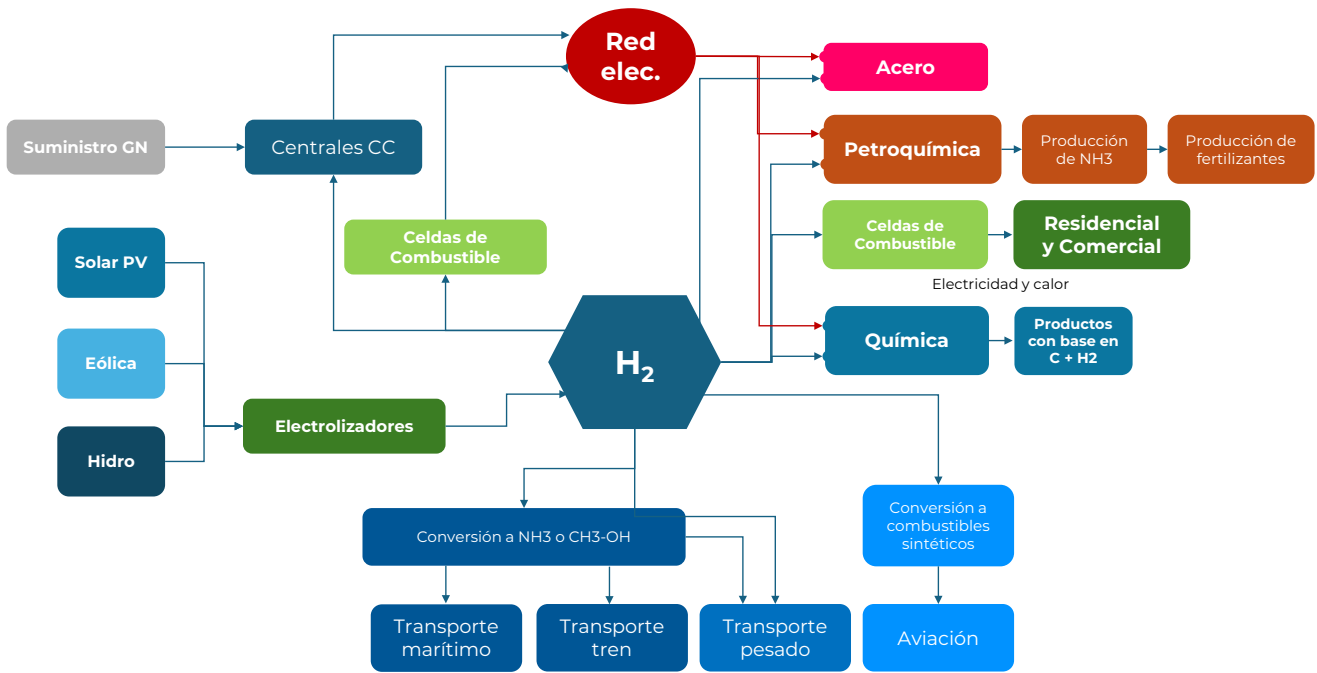 Red
elec.
Acero
Suministro GN
Centrales CC
Petroquímica
Producción
de NH3
Producción de
fertilizantes
Celdas de
Combustible
Celdas de
Combustible
Residencial
y Comercial
Electricidad y calor
Solar PV
Eólica
Hidro
Electrolizadores
H₂
Química
Productos
con base en
C + H2
Conversión a NH3 o CH3-OH
Conversión a
combustibles
sintéticos
Transporte
marítimo
Transporte
tren
Transporte
pesado
Aviación